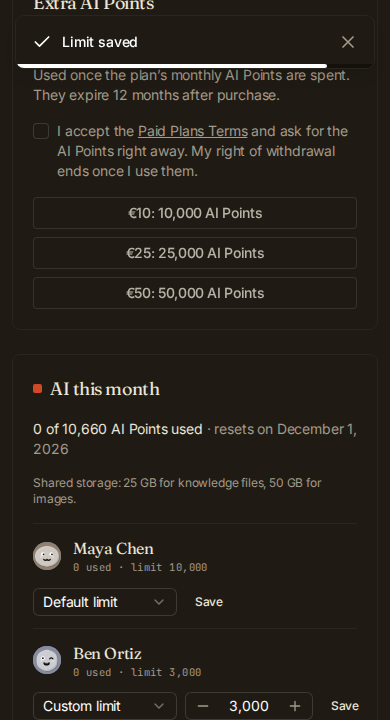 Extra AI Points
Limit saved
Used once the plan's monthly AI Points are spent.
They expire 12 months after purchase.
I accept the Paid Plans Terms and ask for the
AI Points right away. My right of withdrawal
ends once I use them.
€10: 10,000 AI Points
€25: 25,000 AI Points
€50: 50,000 AI Points
AI this month
0 of 10,660 AI Points used · resets on December 1,
2026
Shared storage: 25 GB for knowledge files, 50 GB for
images.
Maya Chen
0 used · limit 10,000
Default limit Save
Ben Ortiz
0 used · limit 3,000
Custom limit − 3,000 + Save